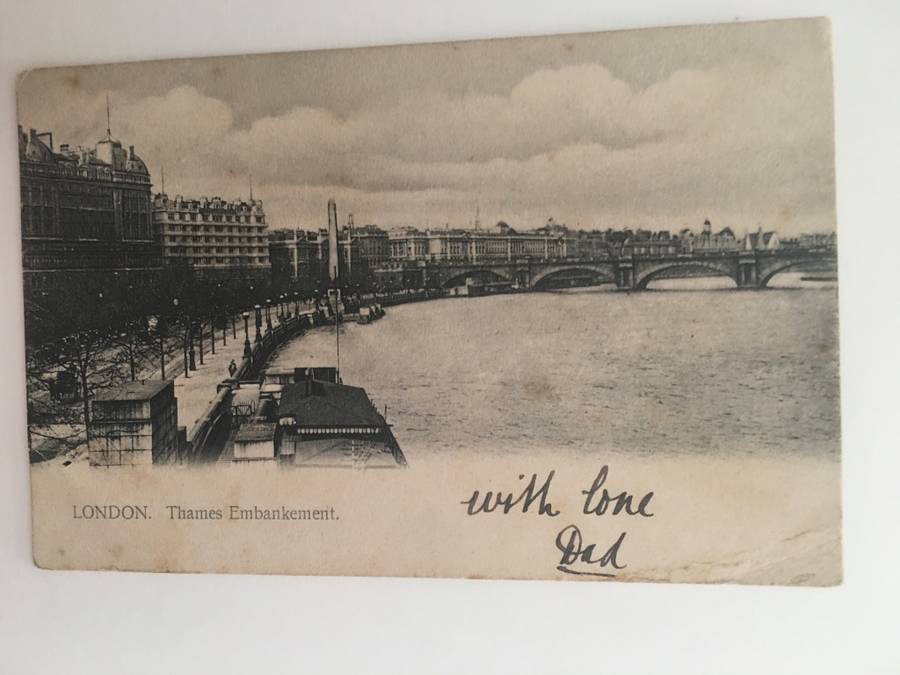 LONDON. Thames Embankement.
with love
Dad